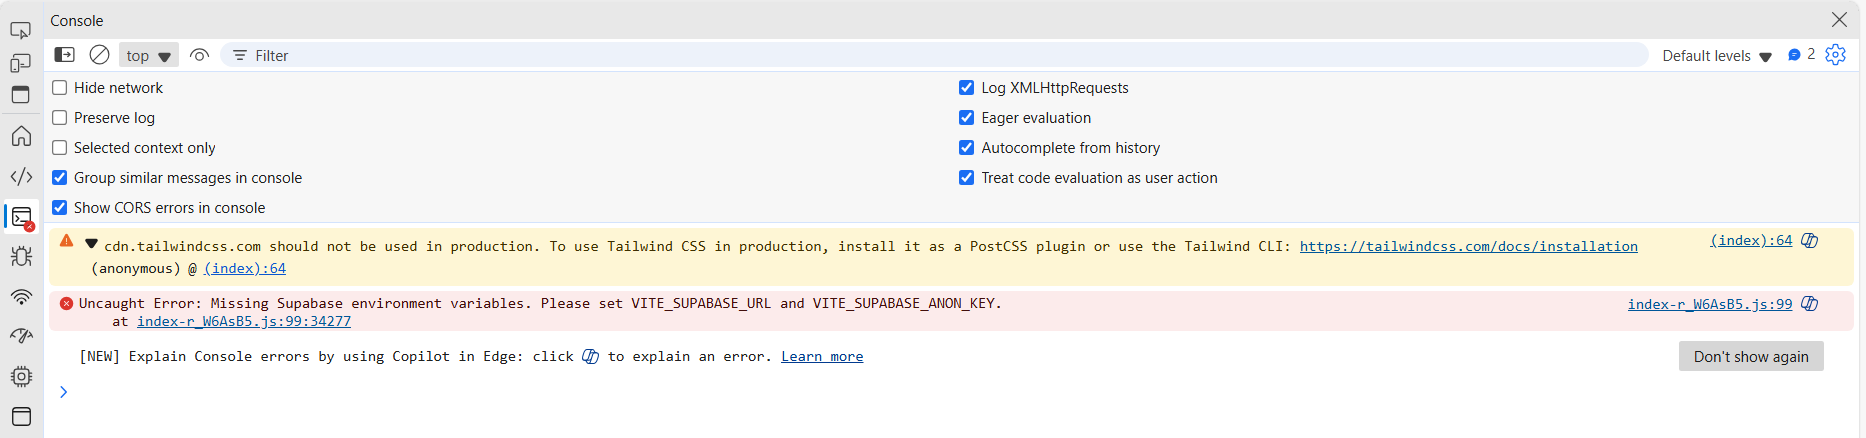 Console
top
Filter
Default levels
2
Hide network
Log XMLHttpRequests
Preserve log
Eager evaluation
Selected context only
Autocomplete from history
Group similar messages in console
Treat code evaluation as user action
Show CORS errors in console
cdn.tailwindcss.com should not be used in production. To use Tailwind CSS in production, install it as a PostCSS plugin or use the Tailwind CLI: https://tailwindcss.com/docs/installation
(index):64
(anonymous) @ (index):64
Uncaught Error: Missing Supabase environment variables. Please set VITE_SUPABASE_URL and VITE_SUPABASE_ANON_KEY.
index-r_W6AsB5.js:99
at index-r_W6AsB5.js:99:34277
[NEW] Explain Console errors by using Copilot in Edge: click to explain an error. Learn more
Don't show again